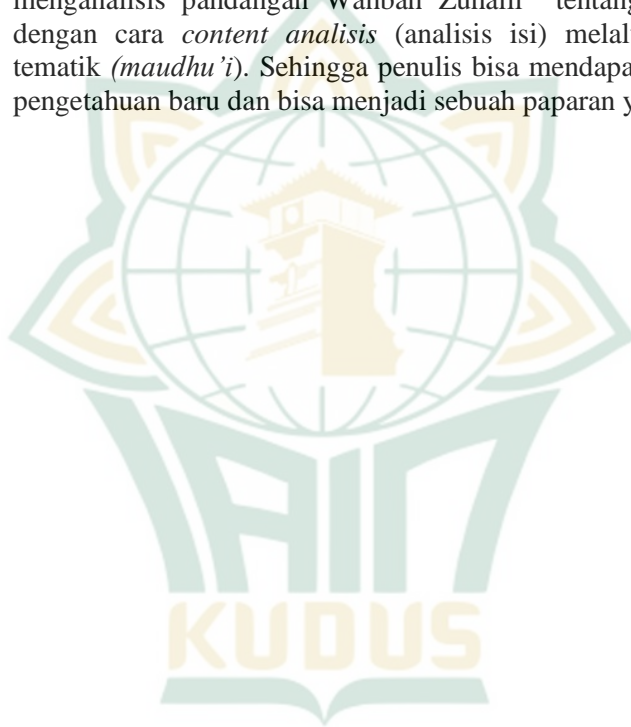 menganalisis pandangan Wahbah Zuhaili tentang
dengan cara content analisis (analisis isi)
tematik (maudhu'i). Sehingga penulis bisa
pengetahuan baru dan bisa menjadi sebuah paparan
IAIN
KUDUS